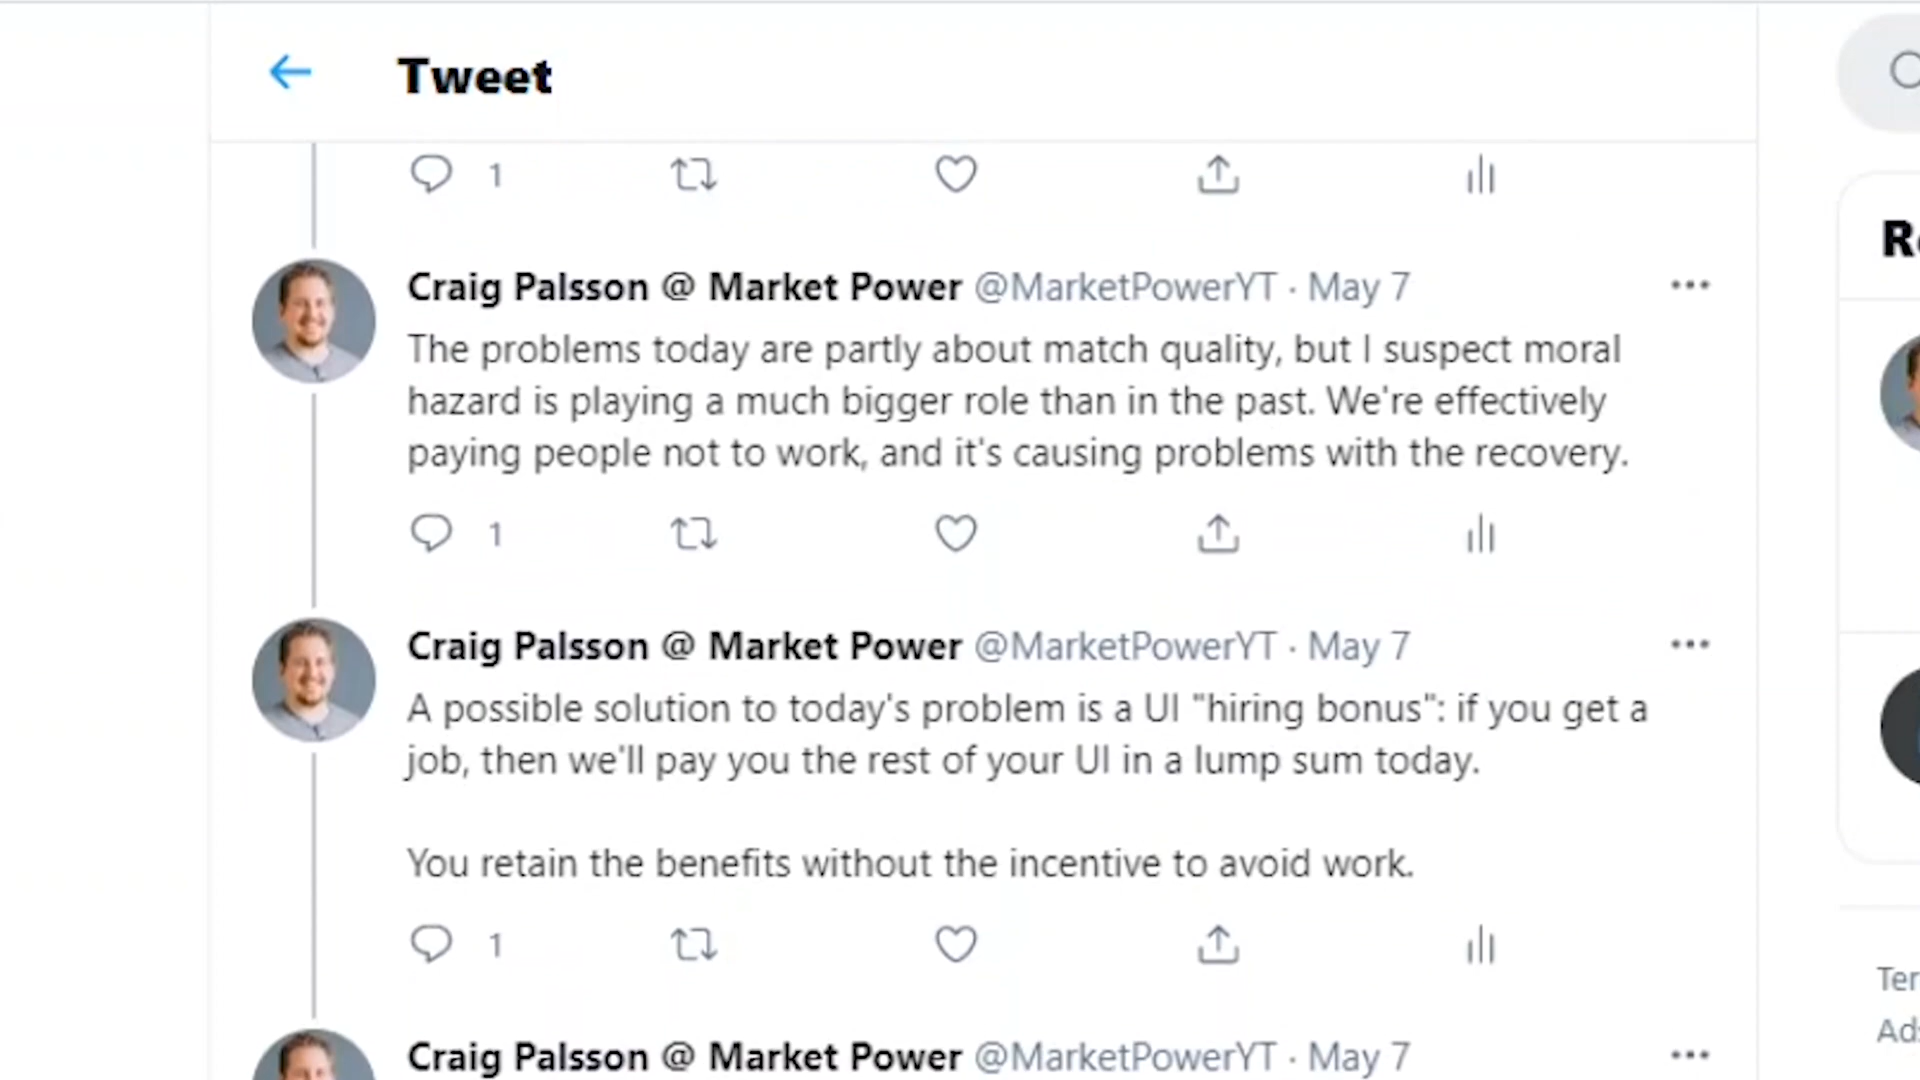 Tweet
1
Craig Palsson @ Market Power @MarketPowerYT · May 7
The problems today are partly about match quality, but I suspect moral
hazard is playing a much bigger role than in the past. We're effectively
paying people not to work, and it's causing problems with the recovery.
1
Craig Palsson @ Market Power @MarketPowerYT · May 7
A possible solution to today's problem is a UI "hiring bonus": if you get a
job, then we'll pay you the rest of your UI in a lump sum today.
You retain the benefits without the incentive to avoid work.
1
Craig Palsson @ Market Power @MarketPowerYT · May 7